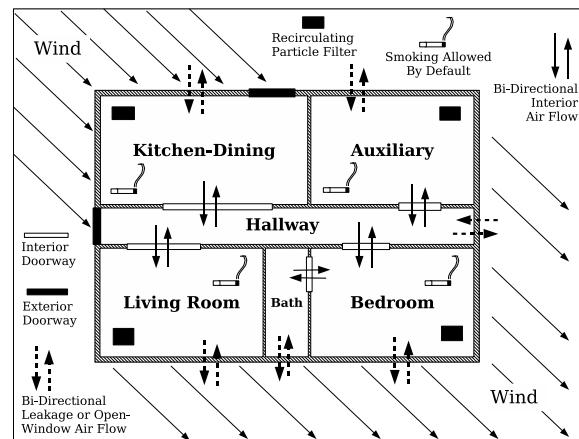 Wind
Recirculating
Particle Filter
Smoking Allowed
By Default
Bi-Directional
Interior
Air Flow
Kitchen-Dining
Auxiliary
Hallway
Interior
Doorway
Living Room
Bath
Bedroom
Exterior
Doorway
Bi-Directional
Leakage or Open-
Window Air Flow
Wind